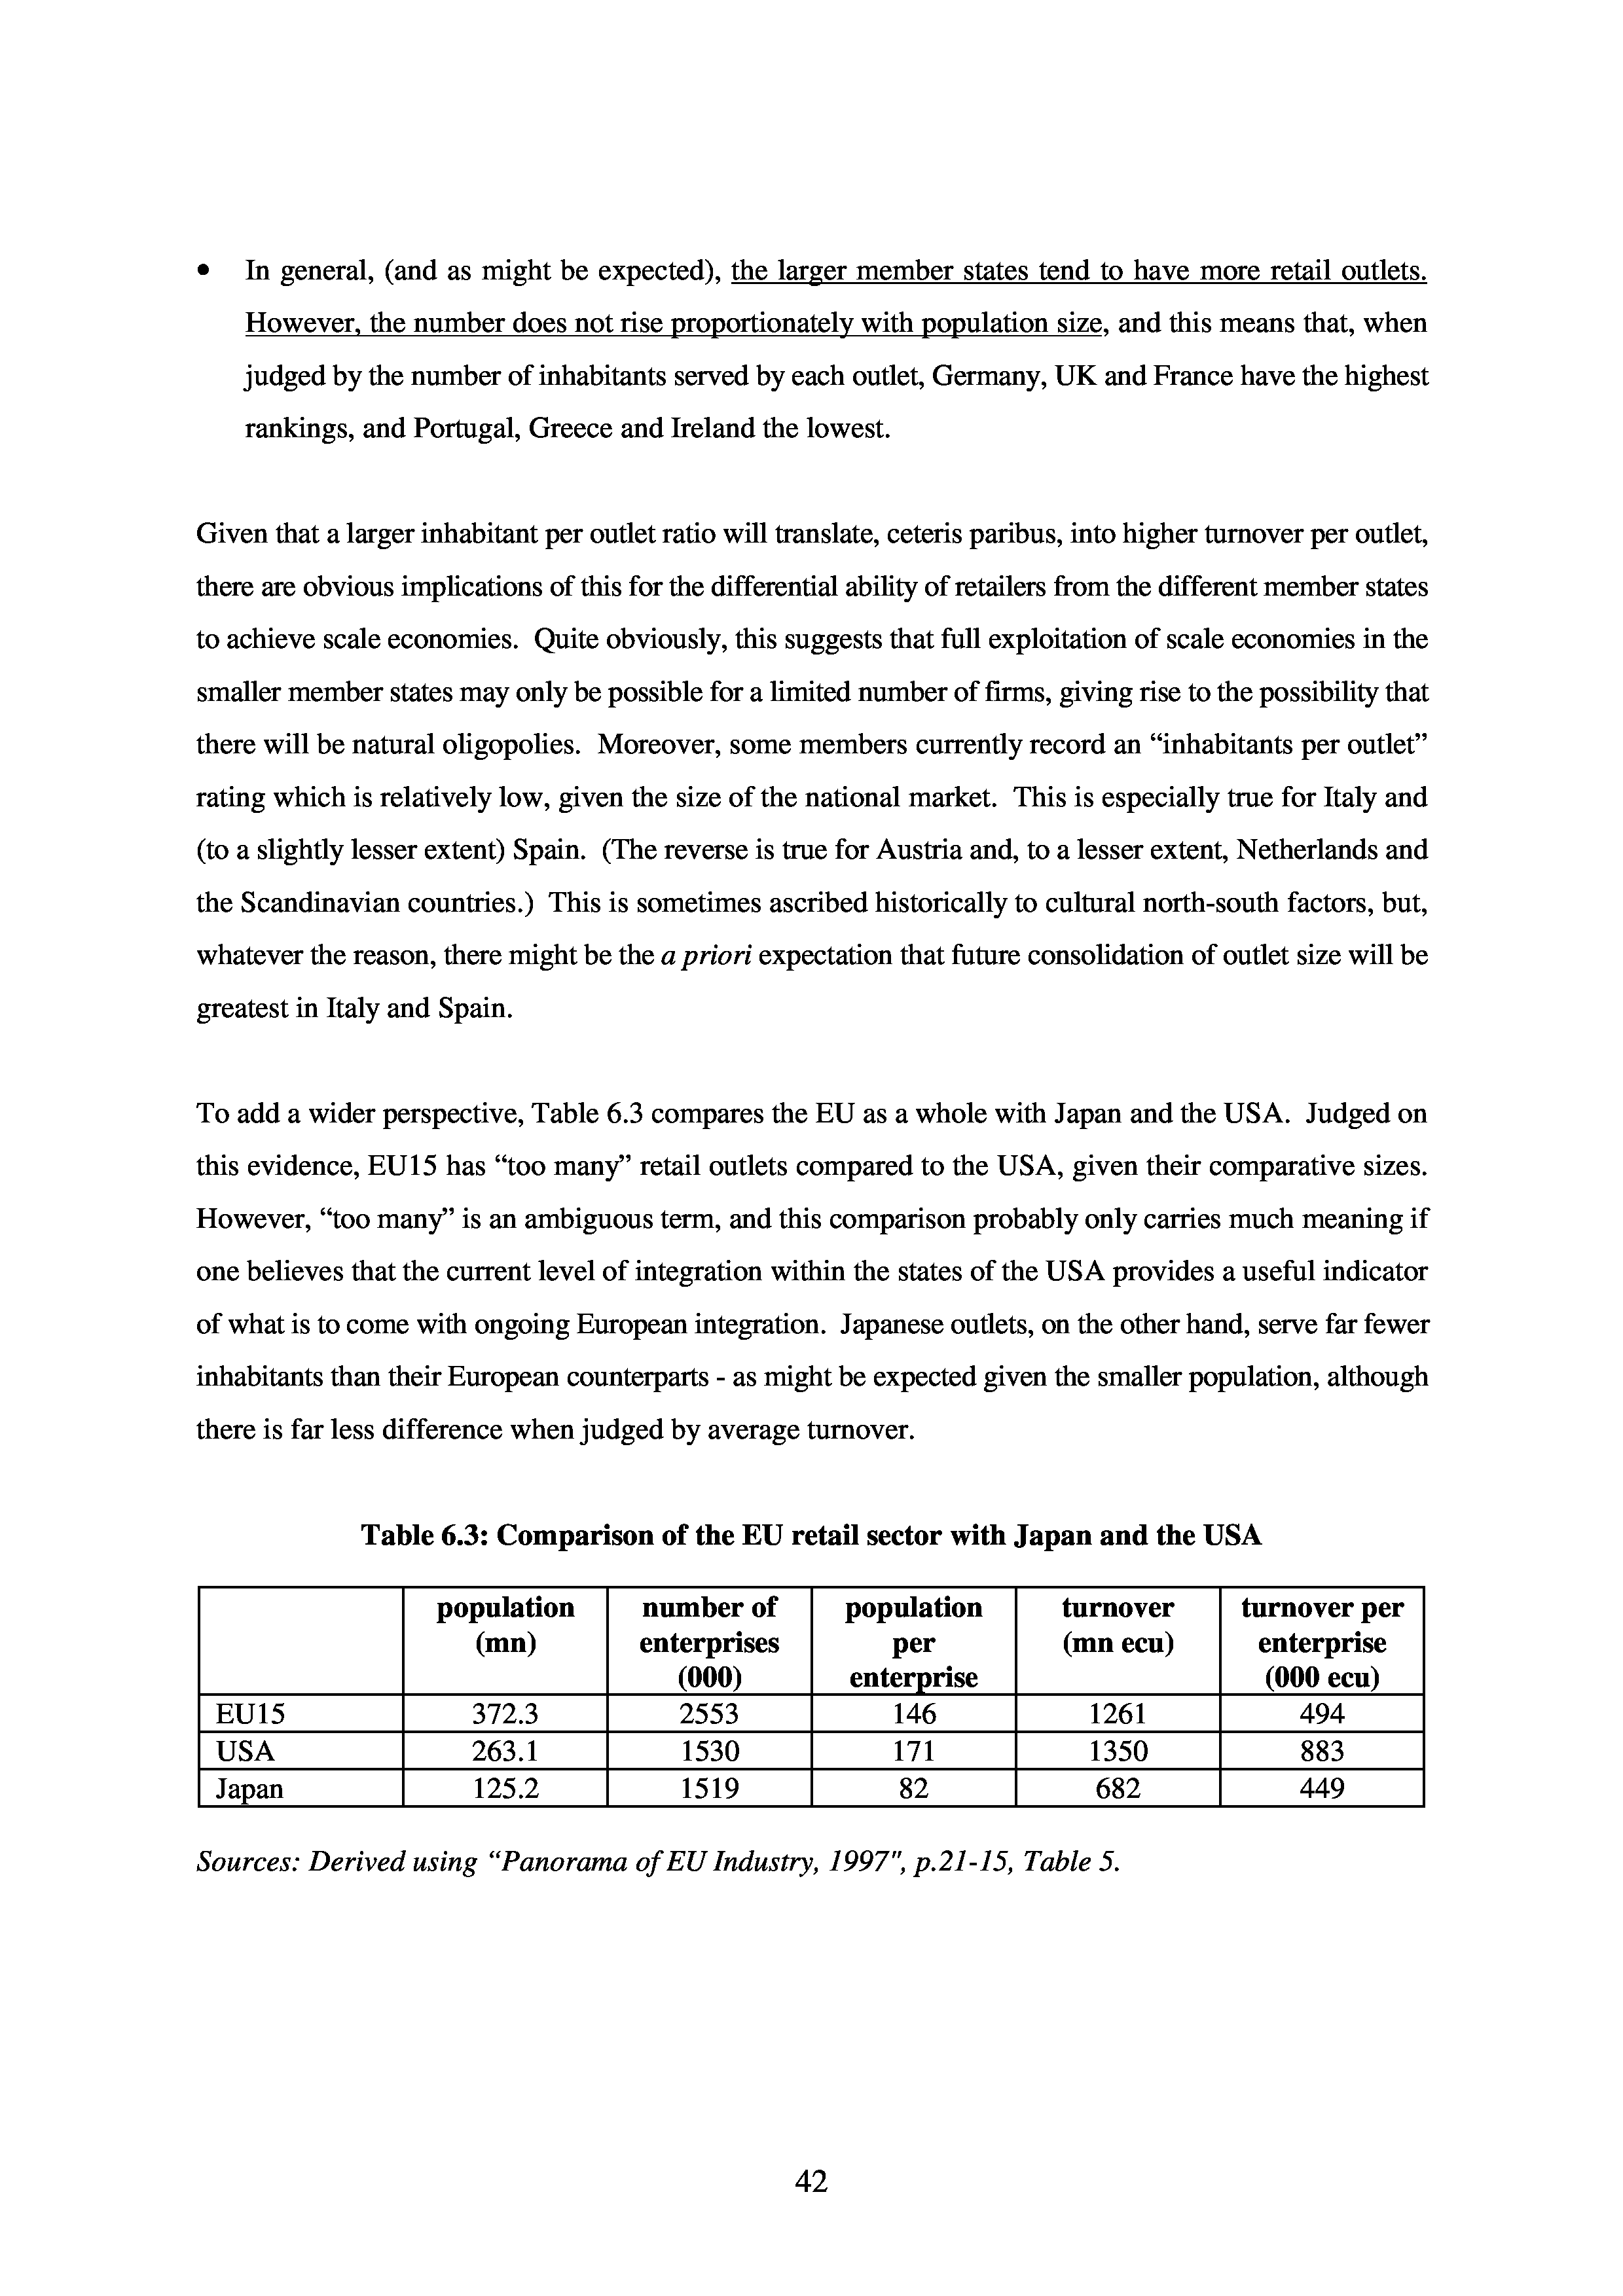 • In general, (and as might be expected), the larger member states tend to have more retail outlets.
However, the number does not rise proportionately with population size, and this means that, when
judged by the number of inhabitants served by each outlet, Germany, UK and France have the highest
rankings, and Portugal, Greece and Ireland the lowest.
Given that a larger inhabitant per outlet ratio will translate, ceteris paribus, into higher turnover per outlet,
there are obvious implications of this for the differential ability of retailers from the different member states
to achieve scale economies. Quite obviously, this suggests that full exploitation of scale economies in the
smaller member states may only be possible for a limited number of firms, giving rise to the possibility that
there will be natural oligopolies. Moreover, some members currently record an “inhabitants per outlet”
rating which is relatively low, given the size of the national market. This is especially true for Italy and
(to a slightly lesser extent) Spain. (The reverse is true for Austria and, to a lesser extent, Netherlands and
the Scandinavian countries.) This is sometimes ascribed historically to cultural north-south factors, but,
whatever the reason, there might be the a priori expectation that future consolidation of outlet size will be
greatest in Italy and Spain.
To add a wider perspective, Table 6.3 compares the EU as a whole with Japan and the USA. Judged on
this evidence, EU15 has “too many” retail outlets compared to the USA, given their comparative sizes.
However, “too many” is an ambiguous term, and this comparison probably only carries much meaning if
one believes that the current level of integration within the states of the USA provides a useful indicator
of what is to come with ongoing European integration. Japanese outlets, on the other hand, serve far fewer
inhabitants than their European counterparts - as might be expected given the smaller population, although
there is far less difference when judged by average turnover.
Table 6.3: Comparison of the EU retail sector with Japan and the USA
population number of population turnover turnover per
(mn) enterprises per (mn ecu) enterprise
(000) enterprise (000 ecu)
EU15 372.3 2553 146 1261 494
USA 263.1 1530 171 1350 883
Japan 125.2 1519 82 682 449
Sources: Derived using “Panorama of EU Industry, 1997", p.21-15, Table 5.
42